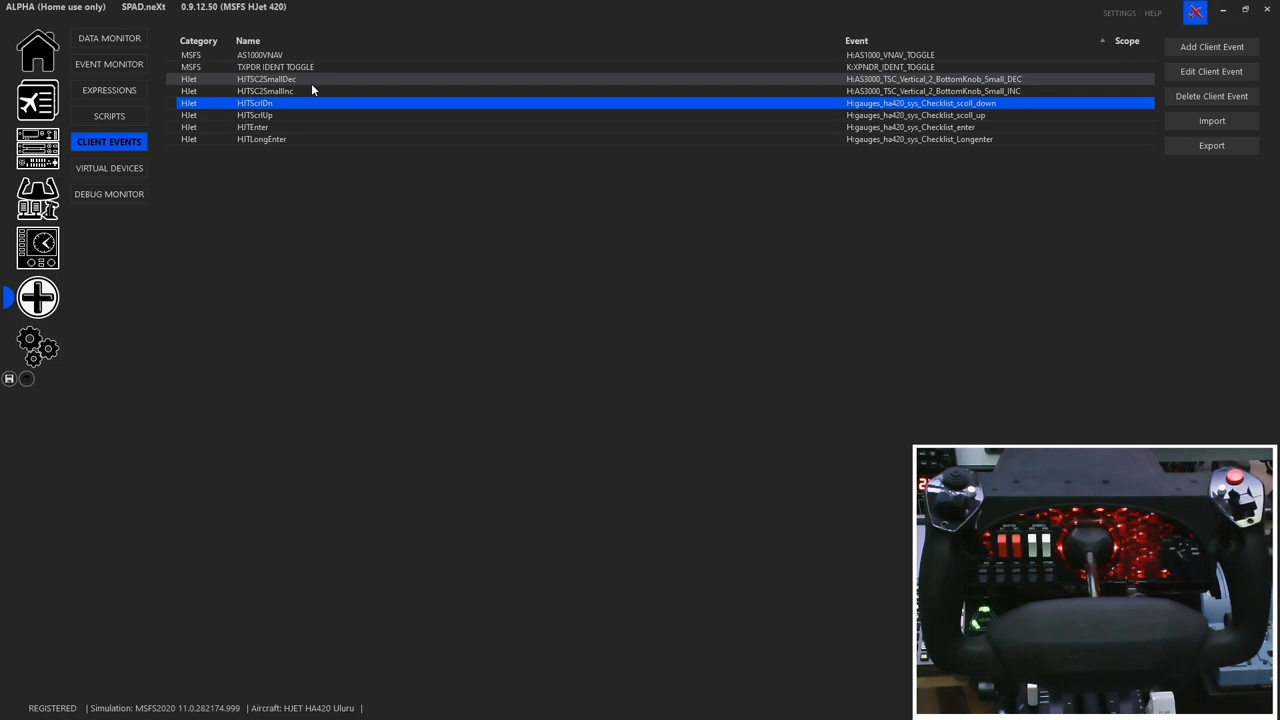 ALPHA (Home use only) SPAD.neXt 0.9.12.50 (MSFS HJet 420)
SETTINGS | HELP
DATA MONITOR
EVENT MONITOR
EXPRESSIONS
SCRIPTS
CLIENT EVENTS
VIRTUAL DEVICES
DEBUG MONITOR
Category Name Event Scope
MSFS AS1000VNAV H:AS1000_VNAV_TOGGLE
MSFS TXPDR IDENT TOGGLE K:XPNDR_IDENT_TOGGLE
HJet HJTSC2SmallDec H:AS3000_TSC_Vertical_2_BottomKnob_Small_DEC
HJet HJTSC2SmallInc H:AS3000_TSC_Vertical_2_BottomKnob_Small_INC
HJet HJTScrlDn H:gauges_ha420_sys_Checklist_scoll_down
HJet HJTScrlUp H:gauges_ha420_sys_Checklist_scoll_up
HJet HJTEnter H:gauges_ha420_sys_Checklist_enter
HJet HJTLongEnter H:gauges_ha420_sys_Checklist_Longenter
Add Client Event
Edit Client Event
Delete Client Event
Import
Export
REGISTERED | Simulation: MSFS2020 11.0.282174.999 | Aircraft: HJET HA420 Uluru |